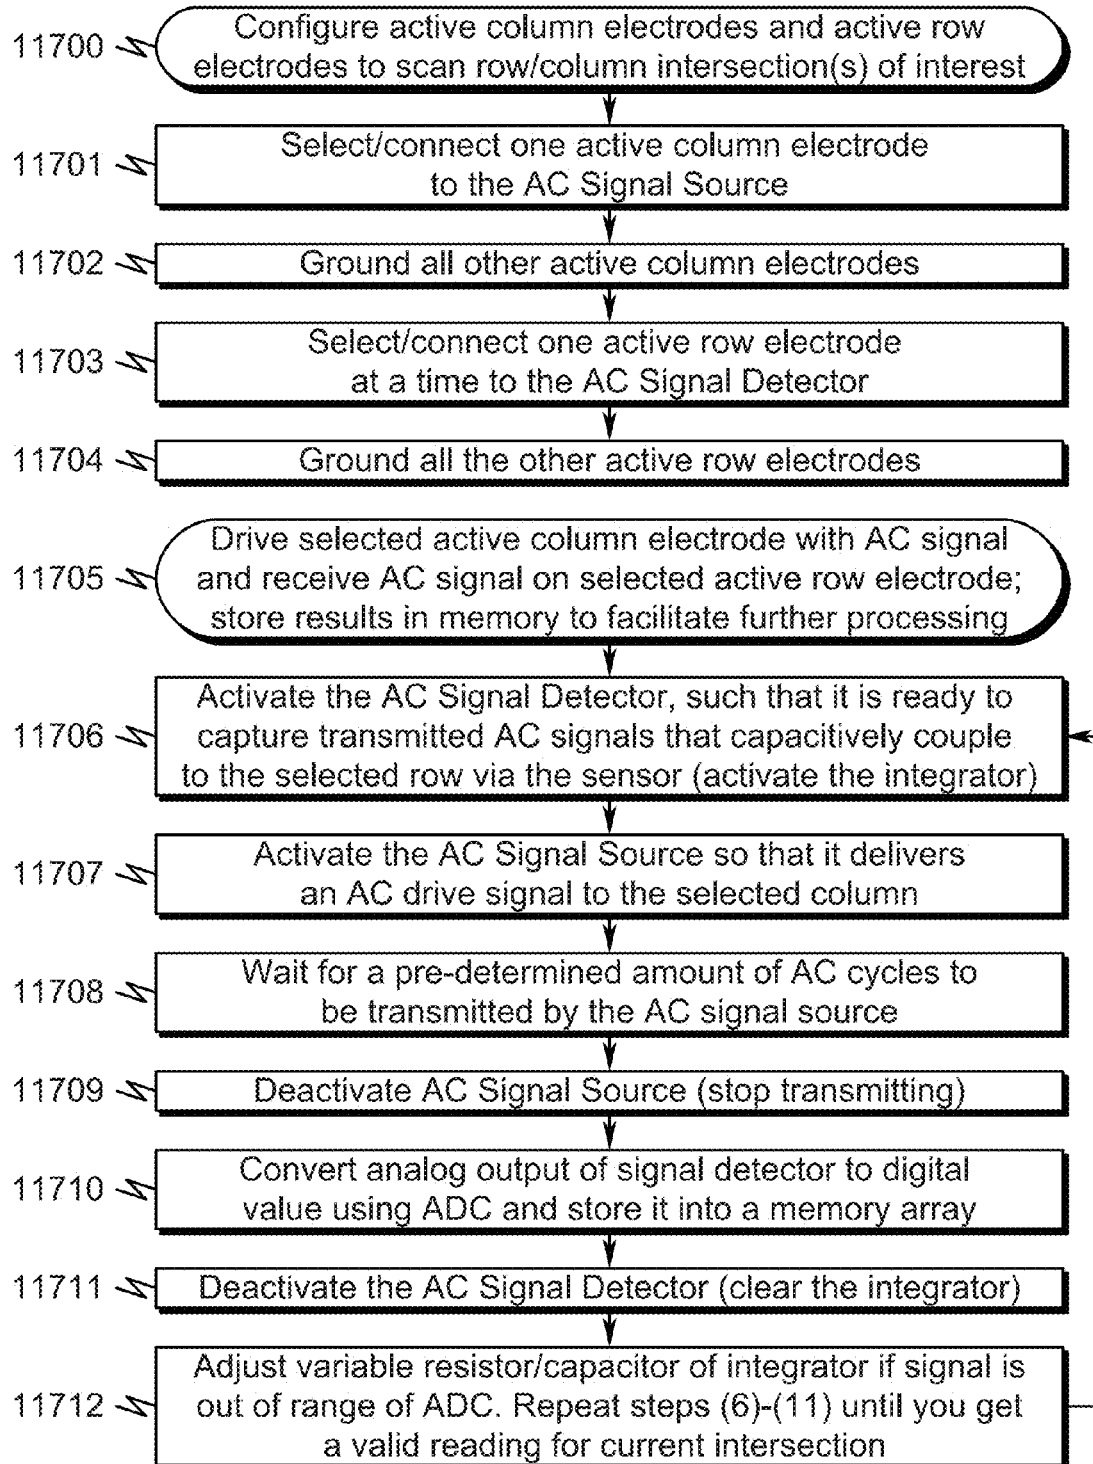 11700
Configure active column electrodes and active row
electrodes to scan row/column intersection(s) of interest
11701
Select/connect one active column electrode
to the AC Signal Source
11702
Ground all other active column electrodes
11703
Select/connect one active row electrode
at a time to the AC Signal Detector
11704
Ground all the other active row electrodes
11705
Drive selected active column electrode with AC signal
and receive AC signal on selected active row electrode;
store results in memory to facilitate further processing
11706
Activate the AC Signal Detector, such that it is ready to
capture transmitted AC signals that capacitively couple
to the selected row via the sensor (activate the integrator)
11707
Activate the AC Signal Source so that it delivers
an AC drive signal to the selected column
11708
Wait for a pre-determined amount of AC cycles to
be transmitted by the AC signal source
11709
Deactivate AC Signal Source (stop transmitting)
11710
Convert analog output of signal detector to digital
value using ADC and store it into a memory array
11711
Deactivate the AC Signal Detector (clear the integrator)
11712
Adjust variable resistor/capacitor of integrator if signal is
out of range of ADC. Repeat steps (6)-(11) until you get
a valid reading for current intersection